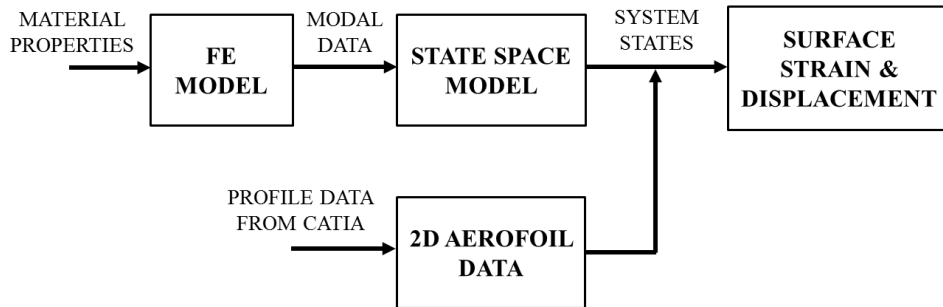 MATERIAL
PROPERTIES
FE
MODEL
MODAL
DATA
STATE SPACE
MODEL
SYSTEM
STATES
SURFACE
STRAIN &
DISPLACEMENT
PROFILE DATA
FROM CATIA
2D AEROFOIL
DATA